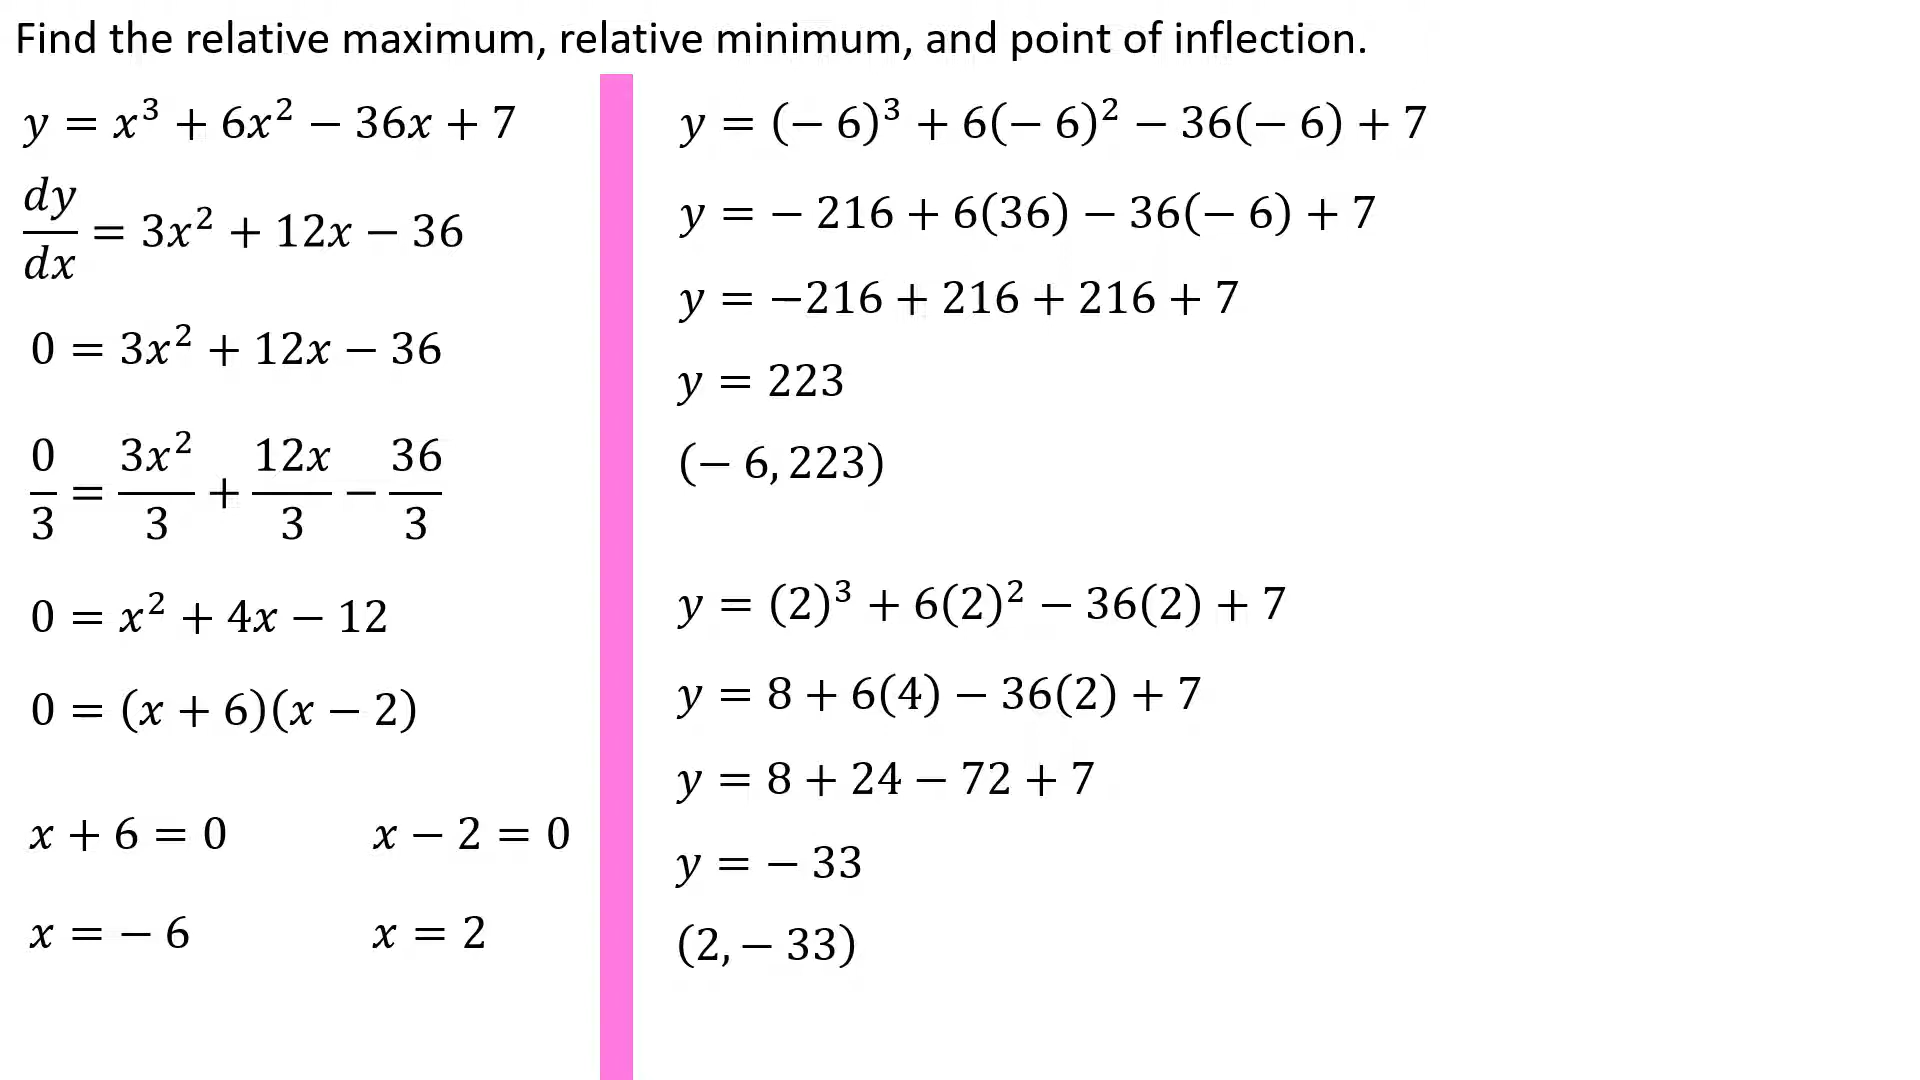 Find the relative maximum, relative minimum, and point of inflection.
y = x³ + 6x² − 36x + 7
dy/dx = 3x² + 12x − 36
0 = 3x² + 12x − 36
0/3 = 3x²/3 + 12x/3 − 36/3
0 = x² + 4x − 12
0 = (x + 6)(x − 2)
x + 6 = 0 x − 2 = 0
x = − 6 x = 2
y = (− 6)³ + 6(− 6)² − 36(− 6) + 7
y = − 216 + 6(36) − 36(− 6) + 7
y = −216 + 216 + 216 + 7
y = 223
(− 6, 223)
y = (2)³ + 6(2)² − 36(2) + 7
y = 8 + 6(4) − 36(2) + 7
y = 8 + 24 − 72 + 7
y = − 33
(2, − 33)